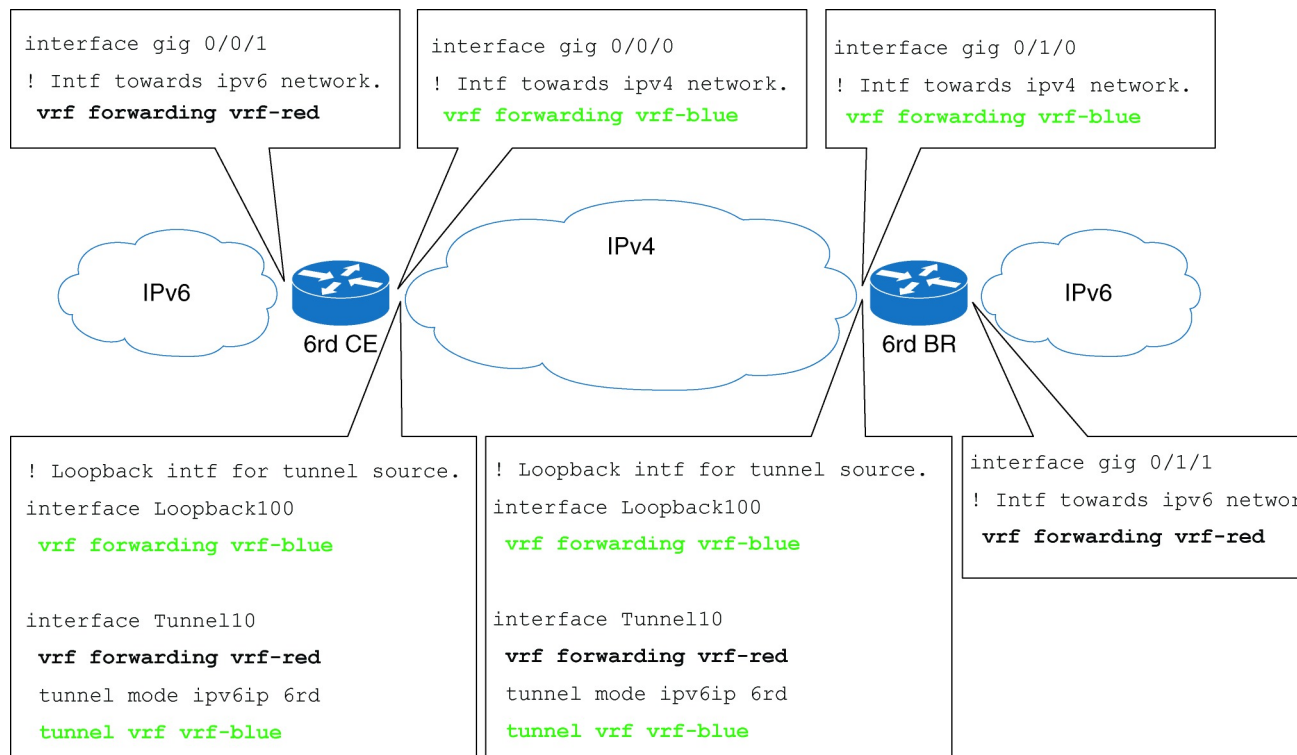 interface gig 0/0/1
! Intf towards ipv6 network.
vrf forwarding vrf-red
interface gig 0/0/0
! Intf towards ipv4 network.
vrf forwarding vrf-blue
interface gig 0/1/0
! Intf towards ipv4 network.
vrf forwarding vrf-blue
IPv6
6rd CE
IPv4
6rd BR
IPv6
! Loopback intf for tunnel source.
interface Loopback100
vrf forwarding vrf-blue
interface Tunnel10
vrf forwarding vrf-red
tunnel mode ipv6ip 6rd
tunnel vrf vrf-blue
! Loopback intf for tunnel source.
interface Loopback100
vrf forwarding vrf-blue
interface Tunnel10
vrf forwarding vrf-red
tunnel mode ipv6ip 6rd
tunnel vrf vrf-blue
interface gig 0/1/1
! Intf towards ipv6 networ
vrf forwarding vrf-red